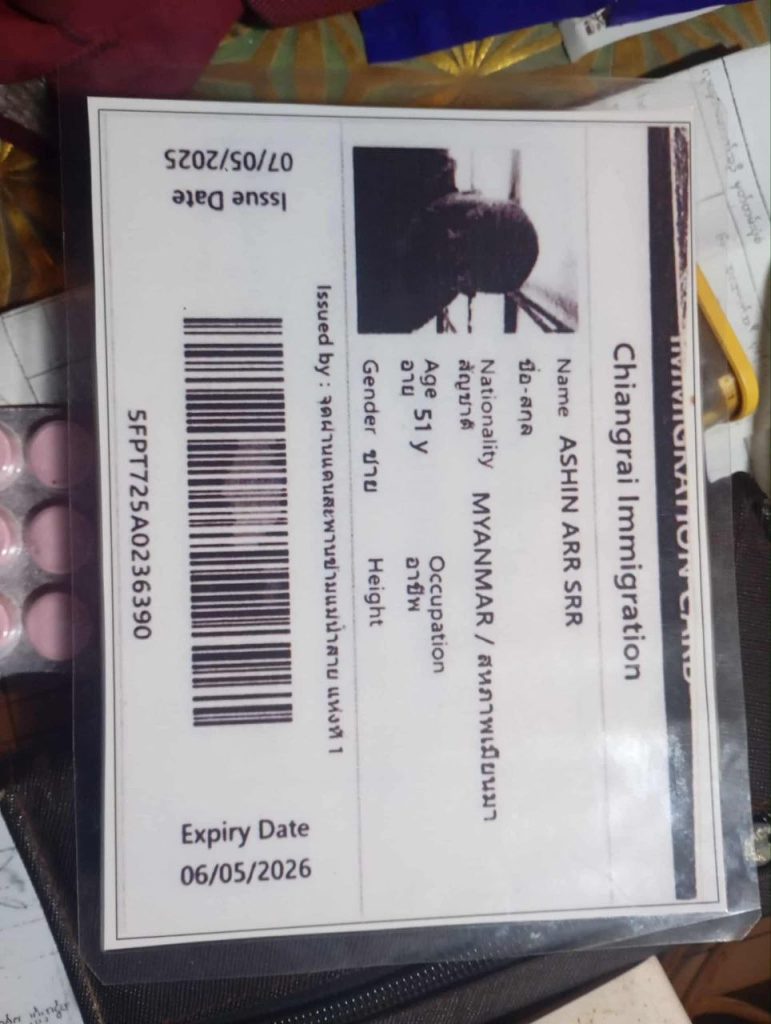 IMMIGRATION CARD
Chiangrai Immigration
Name ASHIN ARR SRR
ชื่อ-สกุล
Nationality MYANMAR / สหภาพเมียนมา
สัญชาติ
Age 51 y Occupation
อายุ อาชีพ
Gender ชาย Height
Issued by : จุดผ่านแดนสะพานข้ามแม่น้ำสาย แห่งที่ 1
5FPT725A0236390
Issue Date
07/05/2025
Expiry Date
06/05/2026